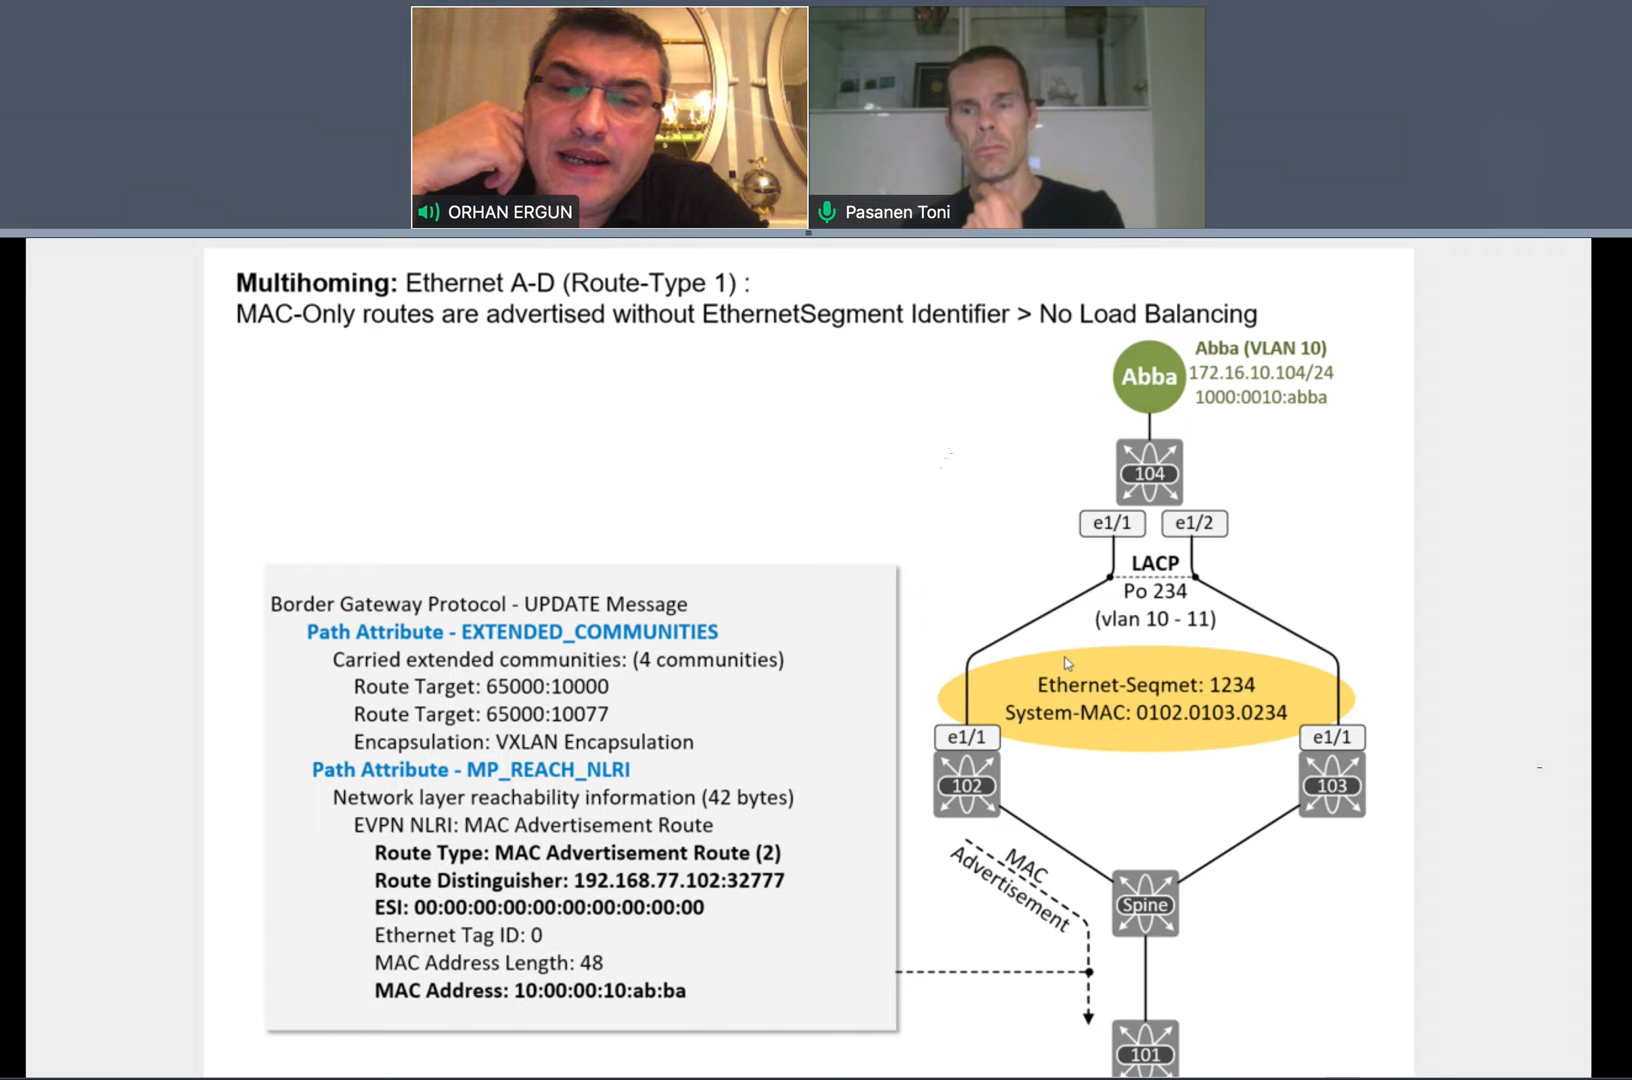 ORHAN ERGUN
Pasanen Toni
Multihoming: Ethernet A-D (Route-Type 1) :
MAC-Only routes are advertised without EthernetSegment Identifier > No Load Balancing
Abba
Abba (VLAN 10)
172.16.10.104/24
1000:0010:abba
104
e1/1
e1/2
LACP
Po 234
(vlan 10 - 11)
Ethernet-Seqmet: 1234
System-MAC: 0102.0103.0234
e1/1
e1/1
102
103
MAC
Advertisement
Spine
101
Border Gateway Protocol - UPDATE Message
Path Attribute - EXTENDED_COMMUNITIES
Carried extended communities: (4 communities)
Route Target: 65000:10000
Route Target: 65000:10077
Encapsulation: VXLAN Encapsulation
Path Attribute - MP_REACH_NLRI
Network layer reachability information (42 bytes)
EVPN NLRI: MAC Advertisement Route
Route Type: MAC Advertisement Route (2)
Route Distinguisher: 192.168.77.102:32777
ESI: 00:00:00:00:00:00:00:00:00:00
Ethernet Tag ID: 0
MAC Address Length: 48
MAC Address: 10:00:00:10:ab:ba